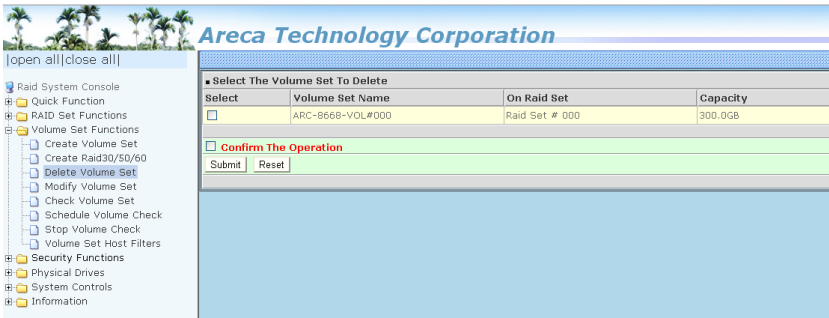 Areca Technology Corporation
|open all|close all|
Raid System Console
Quick Function
RAID Set Functions
Volume Set Functions
Create Volume Set
Create Raid30/50/60
Delete Volume Set
Modify Volume Set
Check Volume Set
Schedule Volume Check
Stop Volume Check
Volume Set Host Filters
Security Functions
Physical Drives
System Controls
Information
Select The Volume Set To Delete
Select Volume Set Name On Raid Set Capacity
ARC-8668-VOL#000 Raid Set # 000 300.0GB
Confirm The Operation
Submit Reset